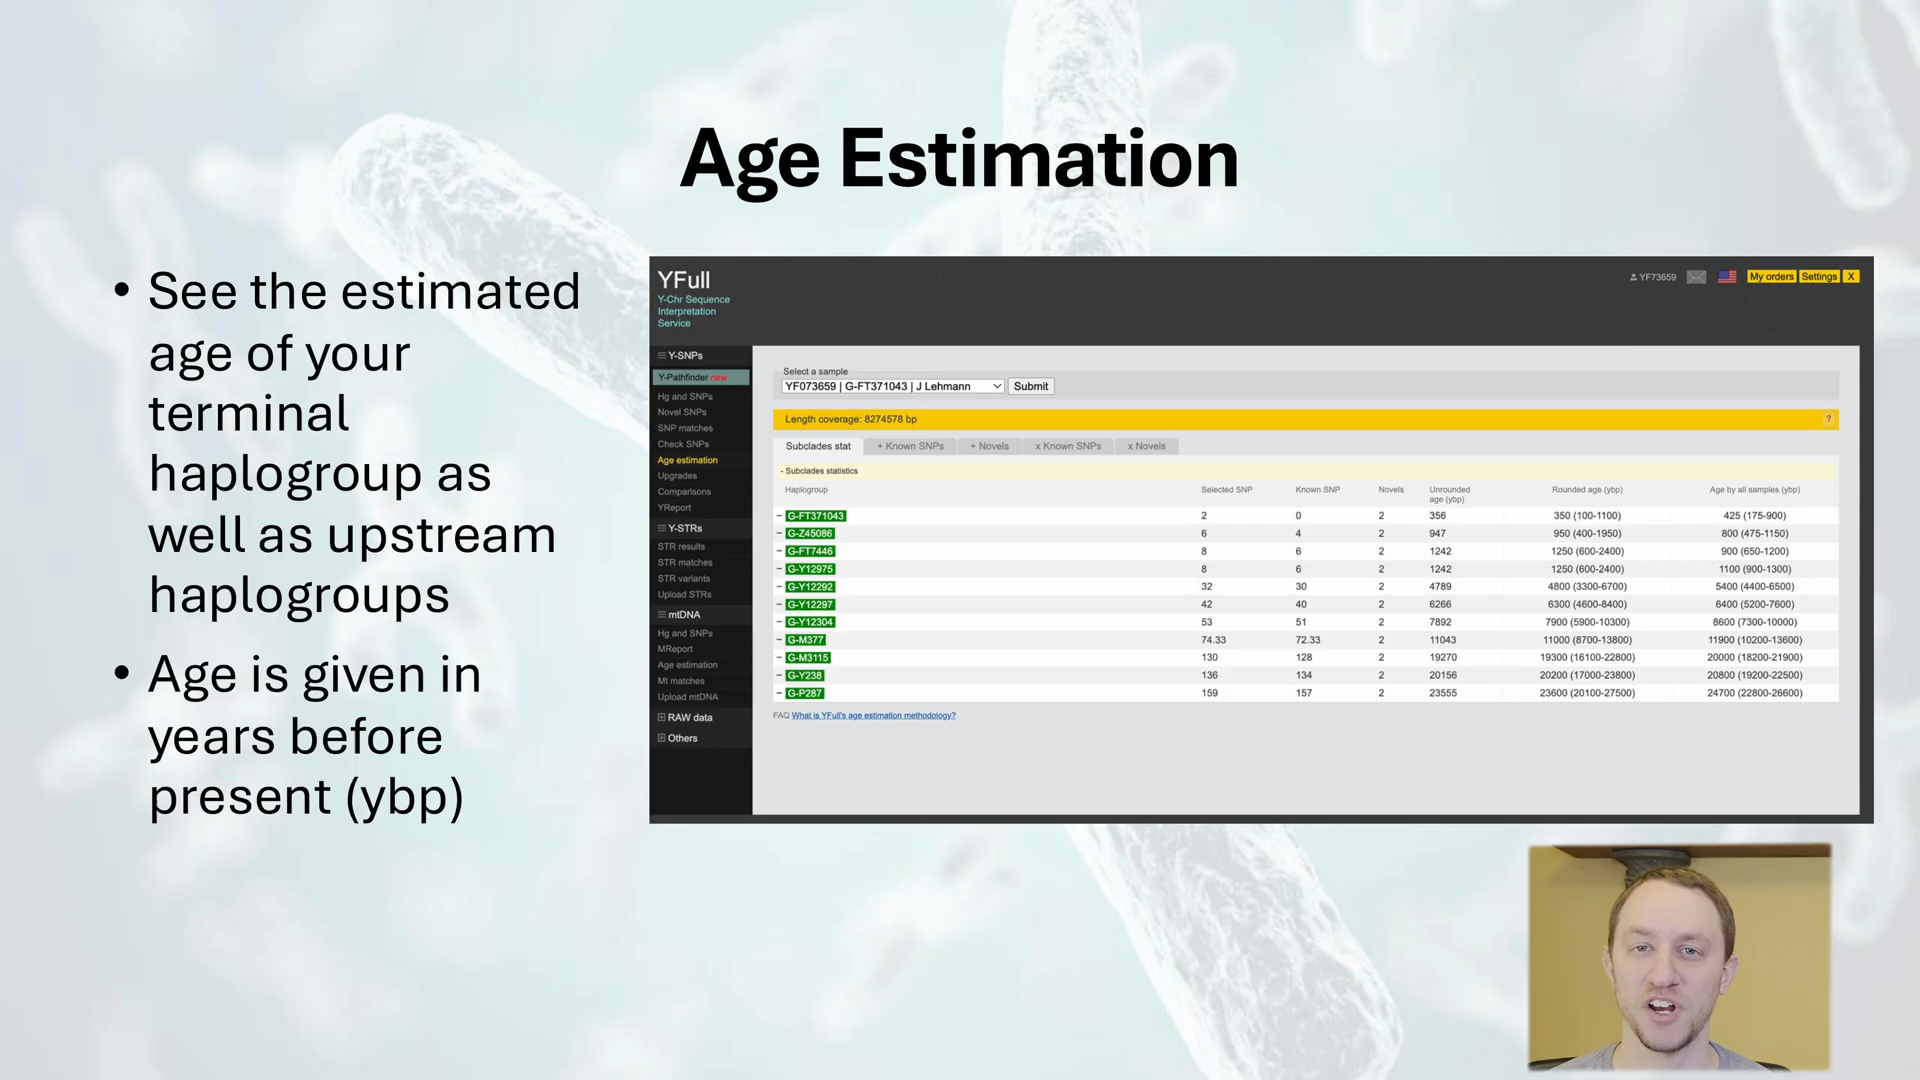 Age Estimation
• See the estimated
age of your
terminal
haplogroup as
well as upstream
haplogroups
• Age is given in
years before
present (ybp)
YFull
Y-Chr Sequence
Interpretation
Service
YF73659 My orders Settings X
Y-SNPs
Y-Pathfinder new
Hg and SNPs
Novel SNPs
SNP matches
Check SNPs
Age estimation
Upgrades
Comparisons
YReport
Y-STRs
STR results
STR matches
STR variants
Upload STRs
mtDNA
Hg and SNPs
MReport
Age estimation
Mt matches
Upload mtDNA
RAW data
Others
Select a sample
YF073659 | G-FT371043 | J Lehmann Submit
Length coverage: 8274578 bp ?
Subclades stat + Known SNPs + Novels x Known SNPs x Novels
- Subclades statistics
Haplogroup Selected SNP Known SNP Novels Unrounded age (ybp) Rounded age (ybp) Age by all samples (ybp)
– G-FT371043 2 0 2 356 350 (100-1100) 425 (175-900)
– G-Z45086 6 4 2 947 950 (400-1950) 800 (475-1150)
– G-FT7446 8 6 2 1242 1250 (600-2400) 900 (650-1200)
– G-Y12975 8 6 2 1242 1250 (600-2400) 1100 (900-1300)
– G-Y12292 32 30 2 4789 4800 (3300-6700) 5400 (4400-6500)
– G-Y12297 42 40 2 6266 6300 (4600-8400) 6400 (5200-7600)
– G-Y12304 53 51 2 7892 7900 (5900-10300) 8600 (7300-10000)
– G-M377 74.33 72.33 2 11043 11000 (8700-13800) 11900 (10200-13600)
– G-M3115 130 128 2 19270 19300 (16100-22800) 20000 (18200-21900)
– G-Y238 136 134 2 20156 20200 (17000-23800) 20800 (19200-22500)
– G-P287 159 157 2 23555 23600 (20100-27500) 24700 (22800-26600)
FAQ What is YFull's age estimation methodology?